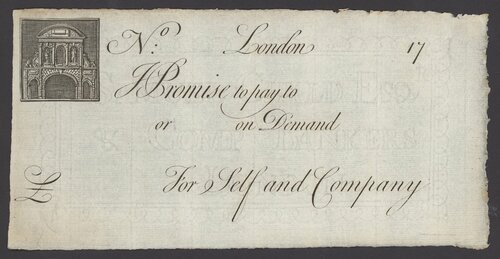 No. London 17
I Promise to pay to
or on Demand
£
For Self and Company